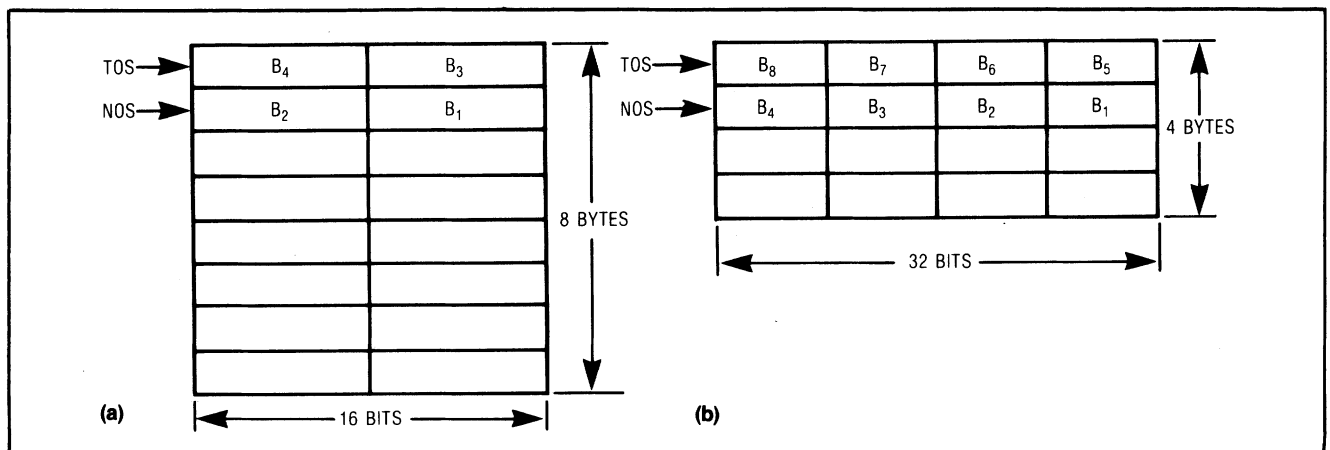 TOS B₄ B₃
NOS B₂ B₁
8 BYTES
16 BITS
(a)
TOS B₈ B₇ B₆ B₅
NOS B₄ B₃ B₂ B₁
4 BYTES
32 BITS
(b)